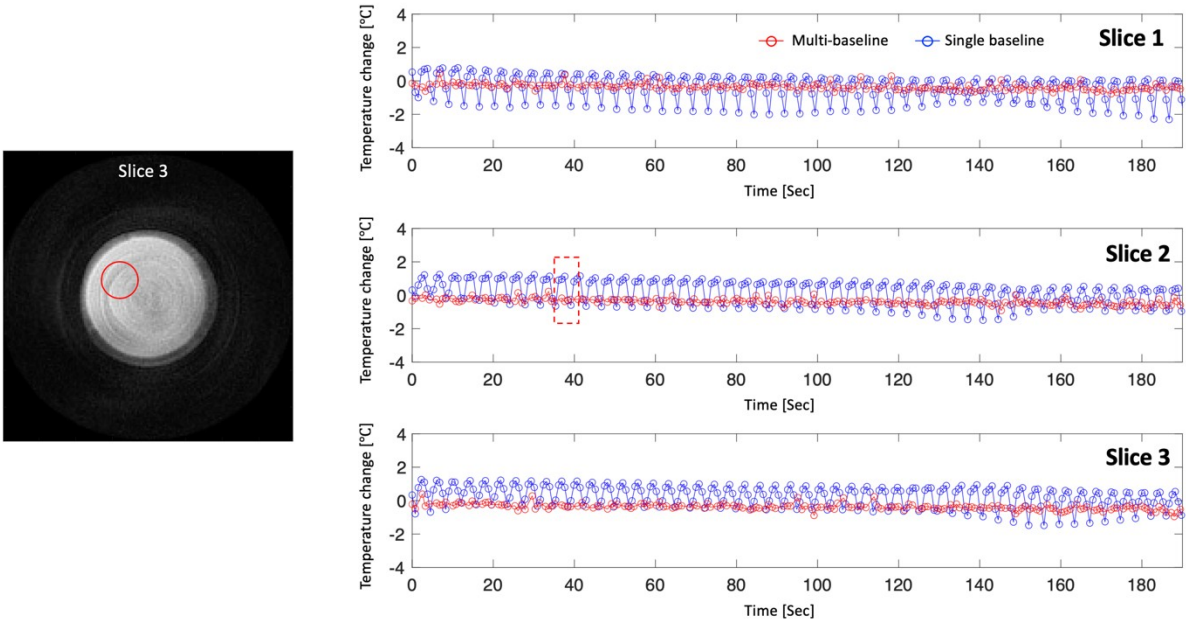 Slice 3
Temperature change [°C]
4
2
0
-2
-4
Multi-baseline
Single baseline
Slice 1
0 20 40 60 80 100 120 140 160 180
Time [Sec]
Temperature change [°C]
4
2
0
-2
-4
Slice 2
0 20 40 60 80 100 120 140 160 180
Time [Sec]
Temperature change [°C]
4
2
0
-2
-4
Slice 3
0 20 40 60 80 100 120 140 160 180
Time [Sec]